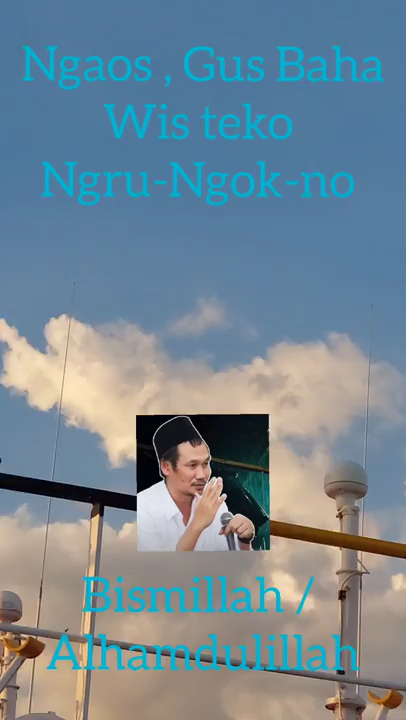 Ngaos , Gus Baha
Wis teko
Ngru-Ngok-no
Bismillah /
Alhamdulillah